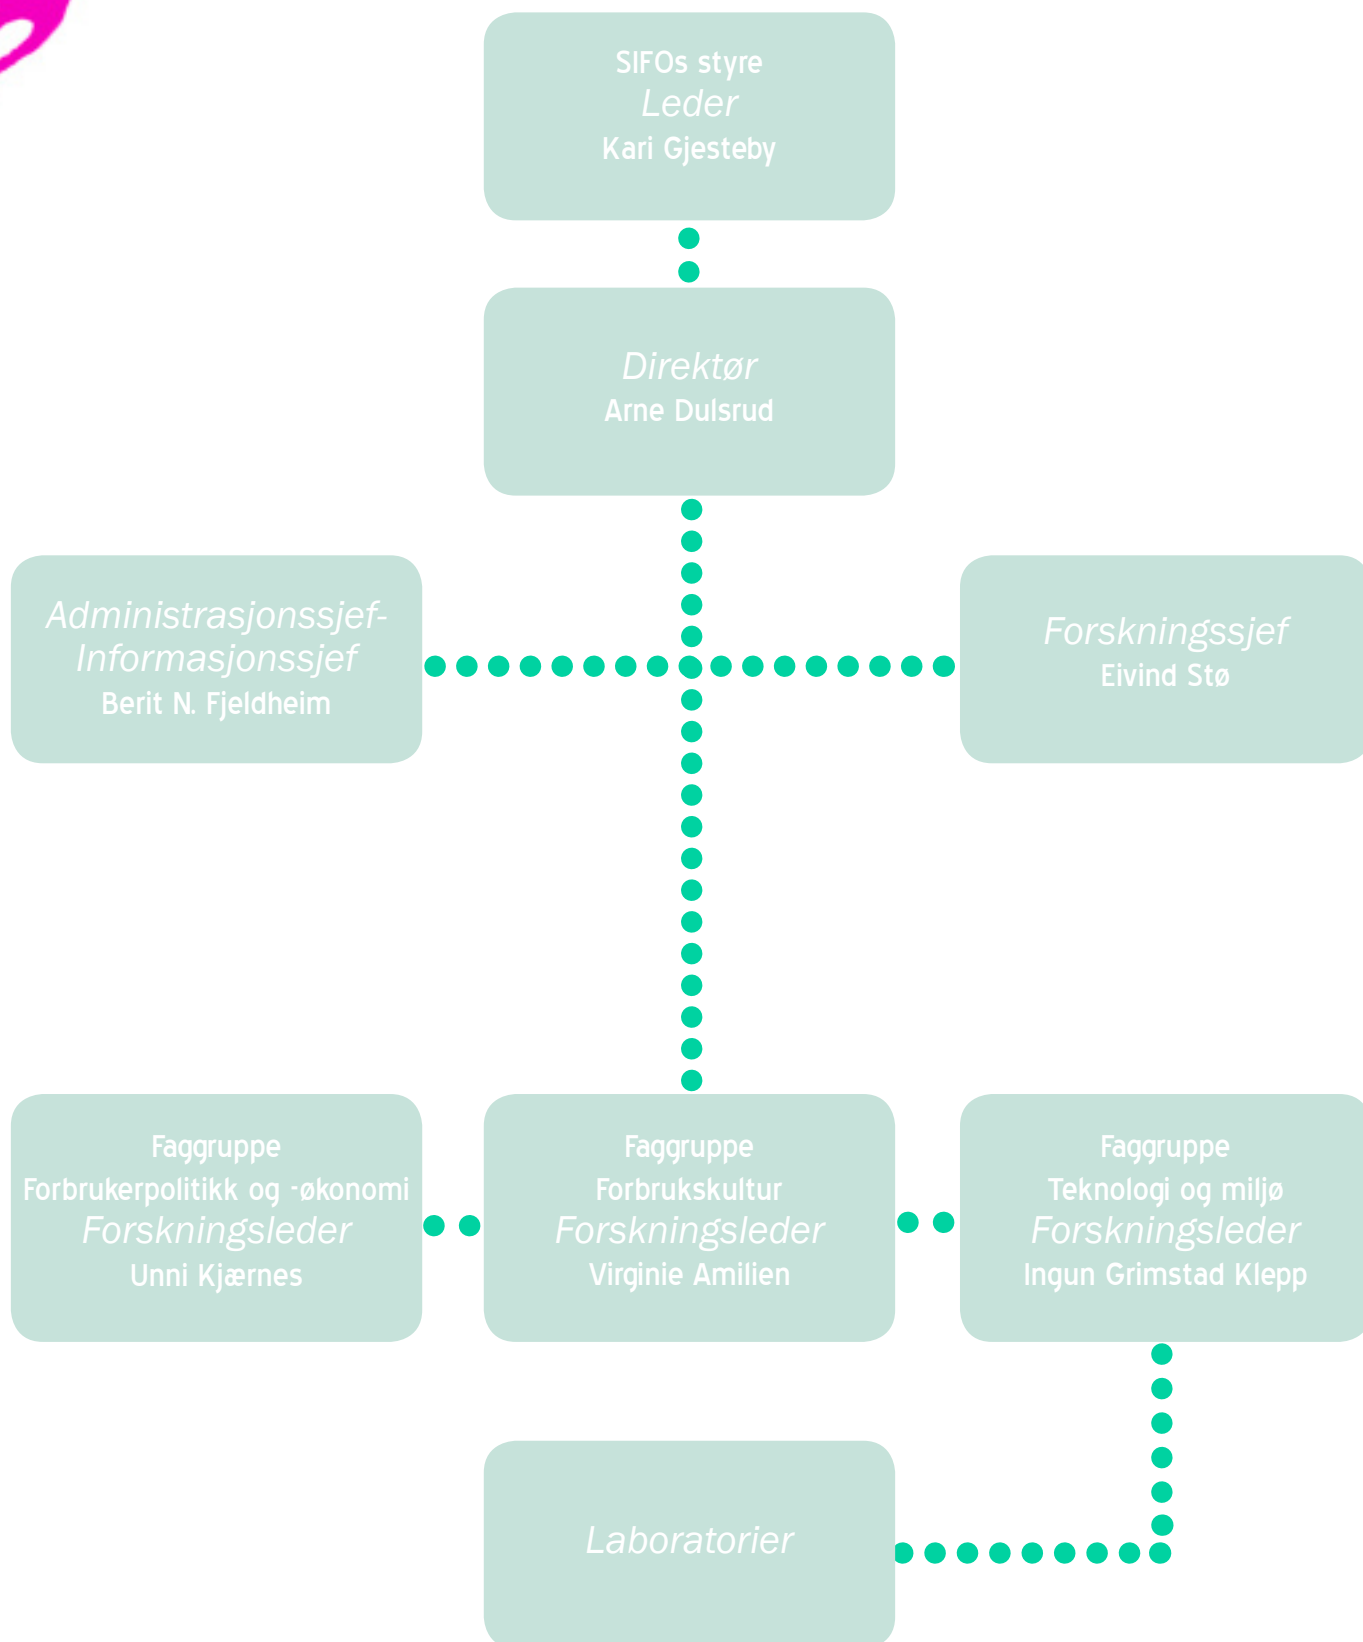 SIFOs styre
Leder
Kari Gjesteby
Direktør
Arne Dulsrud
Administrasjonssjef-
Informasjonssjef
Berit N. Fjeldheim
Forskningssjef
Eivind Stø
Faggruppe
Forbrukerpolitikk og -økonomi
Forskningsleder
Unni Kjærnes
Faggruppe
Forbrukskultur
Forskningsleder
Virginie Amilien
Faggruppe
Teknologi og miljø
Forskningsleder
Ingun Grimstad Klepp
Laboratorier